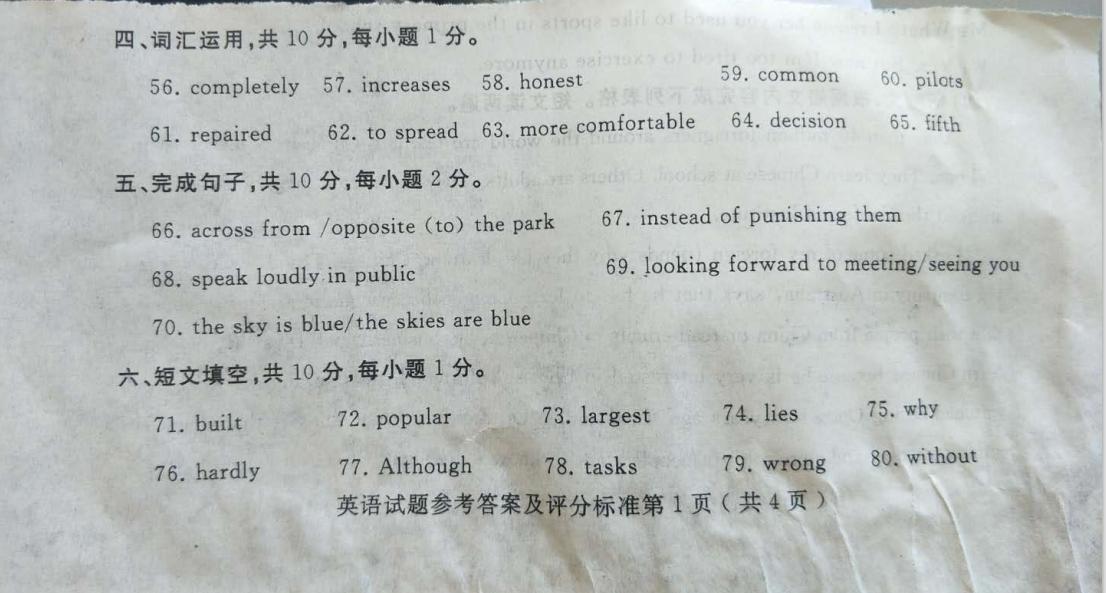 四、词汇运用,共 10 分,每小题 1 分。
56. completely 57. increases 58. honest 59. common 60. pilots
61. repaired 62. to spread 63. more comfortable 64. decision 65. fifth
五、完成句子,共 10 分,每小题 2 分。
66. across from /opposite (to) the park 67. instead of punishing them
68. speak loudly in public 69. looking forward to meeting/seeing you
70. the sky is blue/the skies are blue
六、短文填空,共 10 分,每小题 1 分。
71. built 72. popular 73. largest 74. lies 75. why
76. hardly 77. Although 78. tasks 79. wrong 80. without
英语试题参考答案及评分标准第 1 页 ( 共 4 页 )